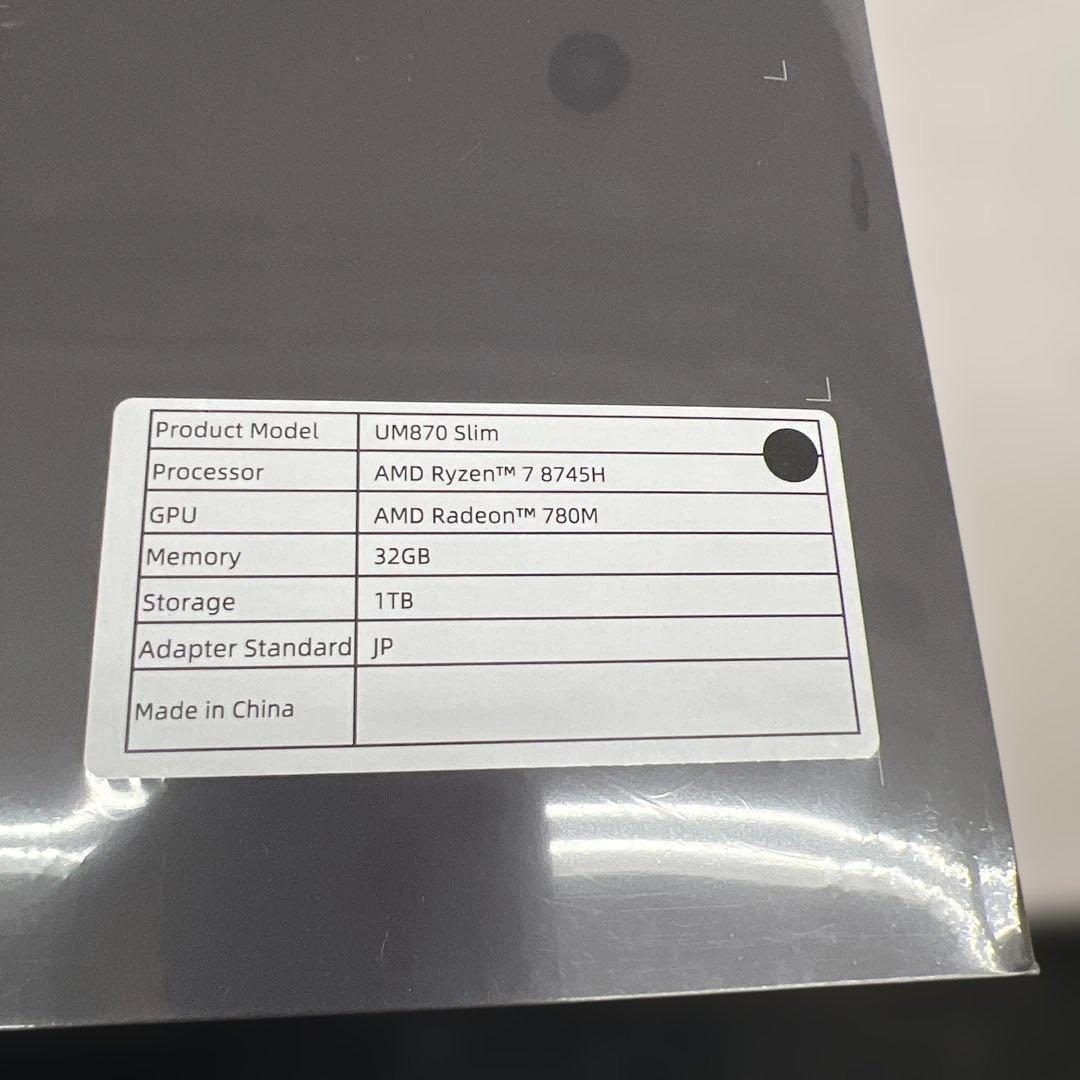 Product Model UM870 Slim
Processor AMD Ryzen™ 7 8745H
GPU AMD Radeon™ 780M
Memory 32GB
Storage 1TB
Adapter Standard JP
Made in China